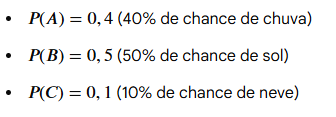 • P(A) = 0, 4 (40% de chance de chuva)
• P(B) = 0, 5 (50% de chance de sol)
• P(C) = 0, 1 (10% de chance de neve)